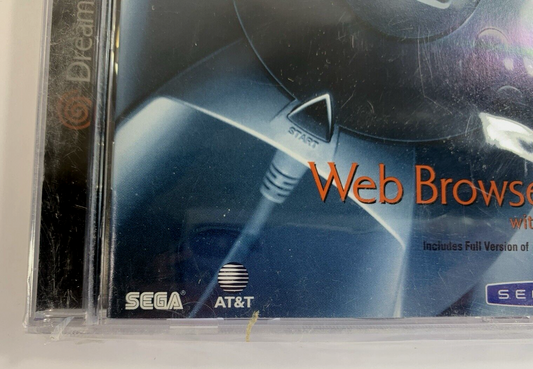 Dream
START
Web Browse
wit
Includes Full Version of
SEGA
AT&T
SE